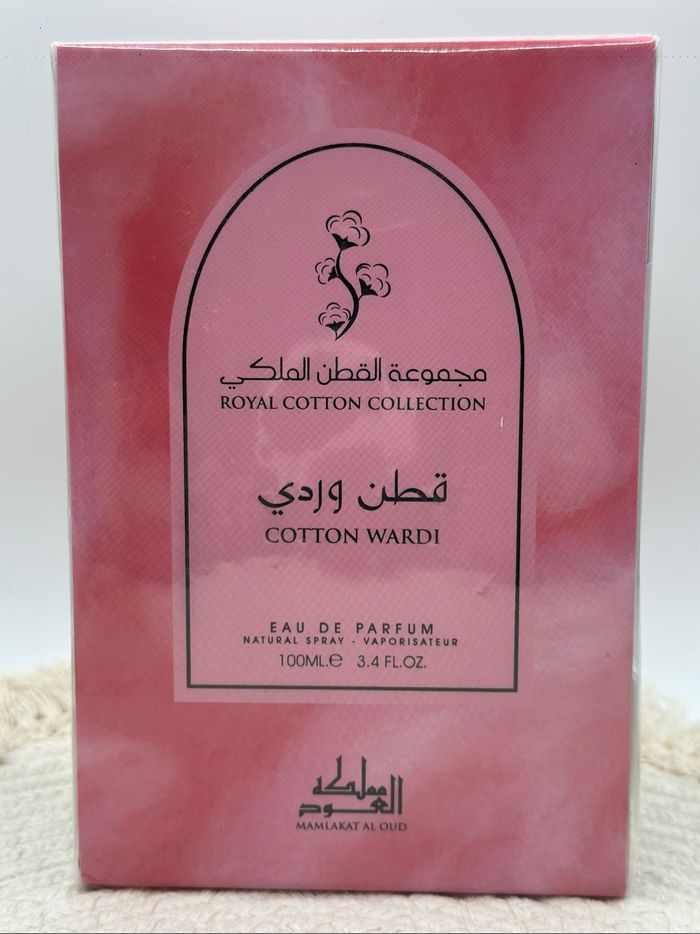 مجموعة القطن الملكي
ROYAL COTTON COLLECTION
قطن وردي
COTTON WARDI
EAU DE PARFUM
NATURAL SPRAY - VAPORISATEUR
100ML.℮ 3.4 FL.OZ.
مملكة
العود
MAMLAKAT AL OUD